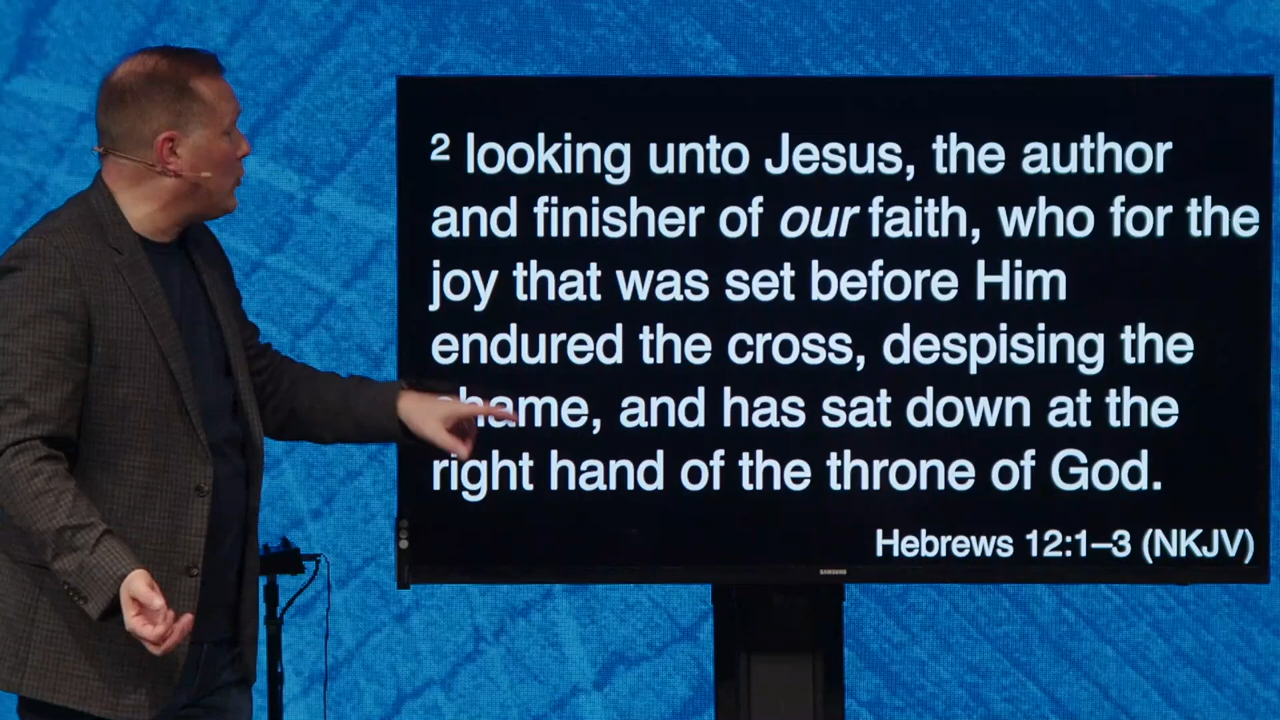 2 looking unto Jesus, the author
and finisher of our faith, who for the
joy that was set before Him
endured the cross, despising the
shame, and has sat down at the
right hand of the throne of God.
Hebrews 12:1–3 (NKJV)
SAMSUNG